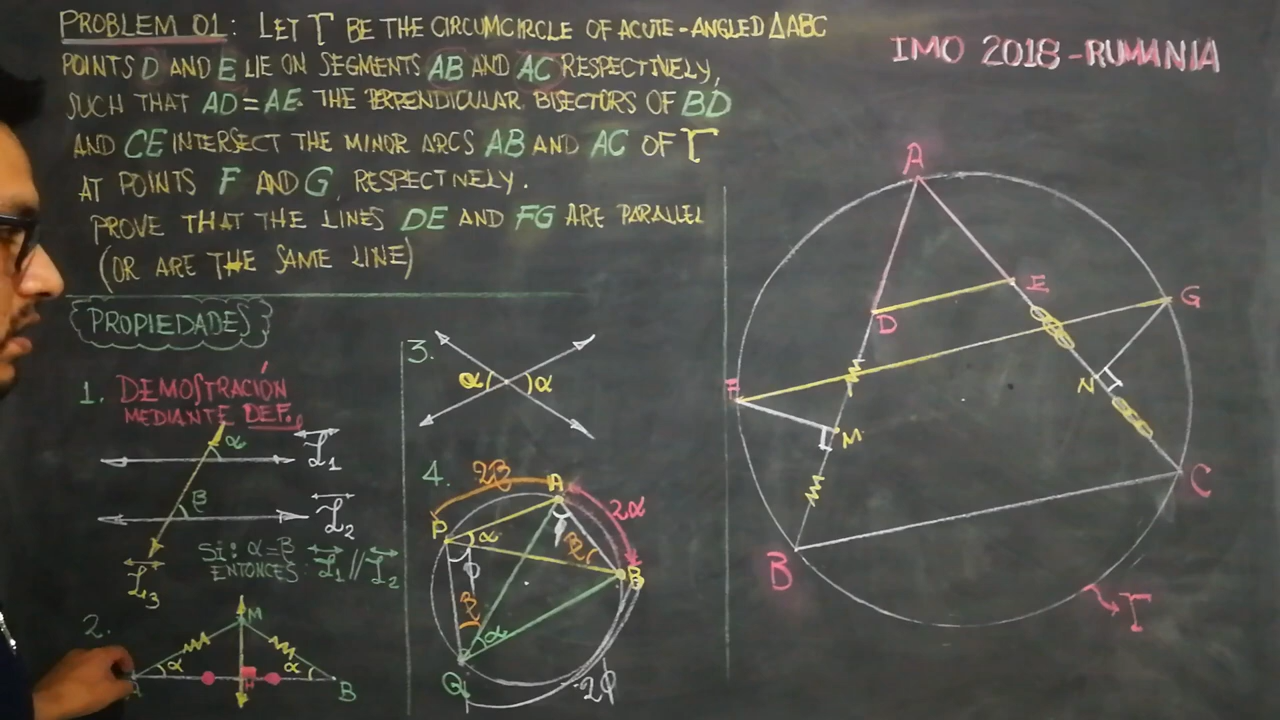 PROBLEM 01: LET Γ BE THE CIRCUMCIRCLE OF ACUTE-ANGLED △ABC
POINTS D AND E LIE ON SEGMENTS AB AND AC RESPECTIVELY,
SUCH THAT AD=AE. THE PERPENDICULAR BISECTORS OF BD
AND CE INTERSECT THE MINOR ARCS AB AND AC OF Γ
AT POINTS F AND G, RESPECTIVELY.
PROVE THAT THE LINES DE AND FG ARE PARALLEL
(OR ARE THE SAME LINE)
IMO 2018-RUMANIA
PROPIEDADES
1. DEMOSTRACIÓN
MEDIANTE DEF.
α
L1
β
L2
L3
SI: α=β
ENTONCES: L1 // L2
2.
M
α
α
A
H
B
3.
α
α
4.
2β
A
2α
P
α
β
B
φ
β
α
Q
2φ
A
E
G
D
F
N
M
C
B
Γ